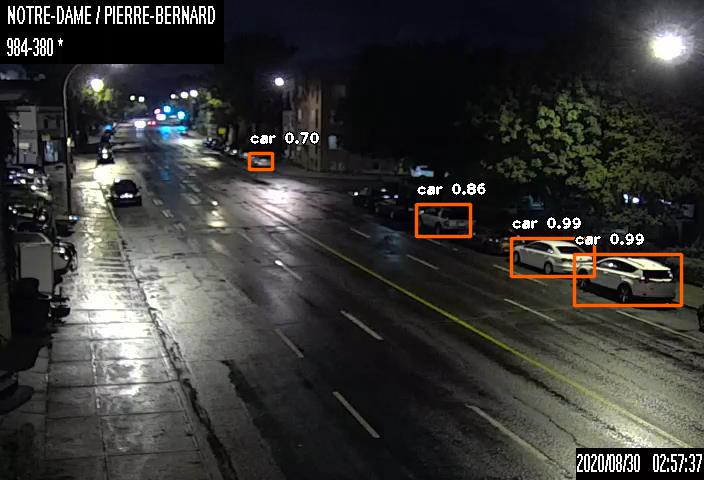 NOTRE-DAME / PIERRE-BERNARD
984-380 *
car 0.70
car 0.86
car 0.99
car 0.99
2020/08/30 02:57:37